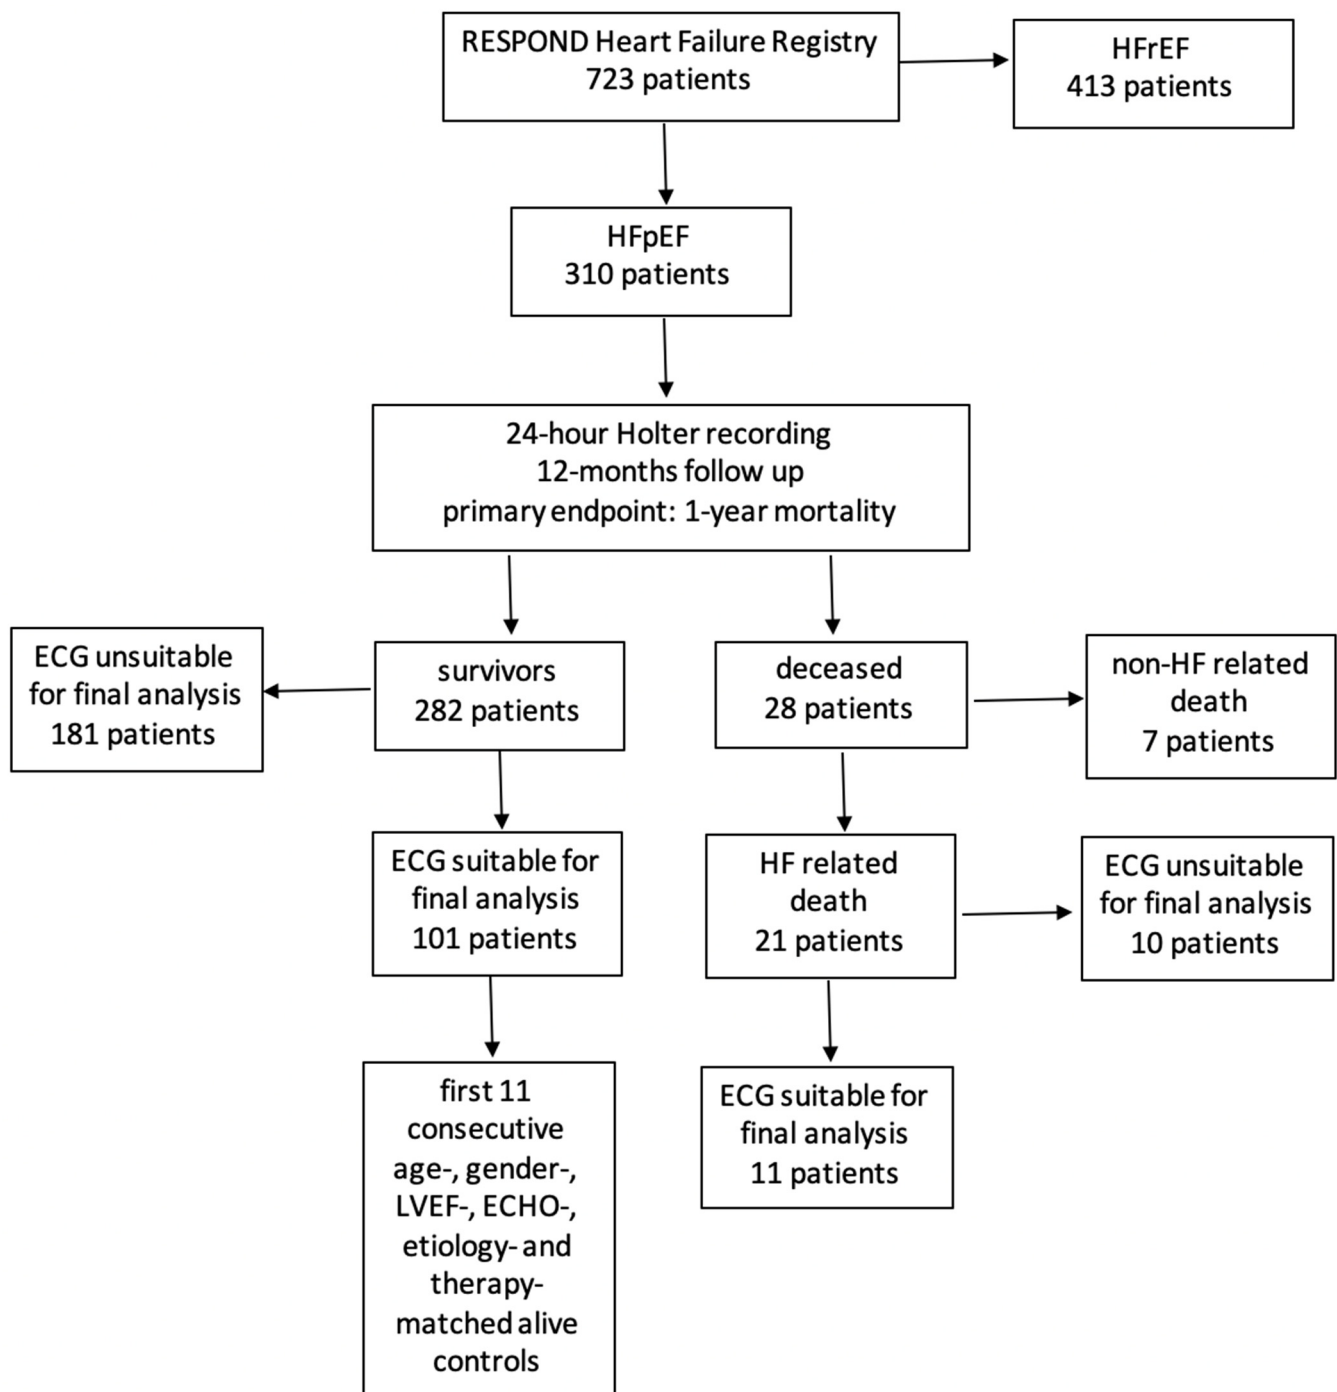 RESPOND Heart Failure Registry
723 patients
HFrEF
413 patients
HFpEF
310 patients
24-hour Holter recording
12-months follow up
primary endpoint: 1-year mortality
ECG unsuitable
for final analysis
181 patients
survivors
282 patients
deceased
28 patients
non-HF related
death
7 patients
ECG suitable for
final analysis
101 patients
HF related
death
21 patients
ECG unsuitable
for final analysis
10 patients
first 11
consecutive
age-, gender-,
LVEF-, ECHO-,
etiology- and
therapy-
matched alive
controls
ECG suitable for
final analysis
11 patients